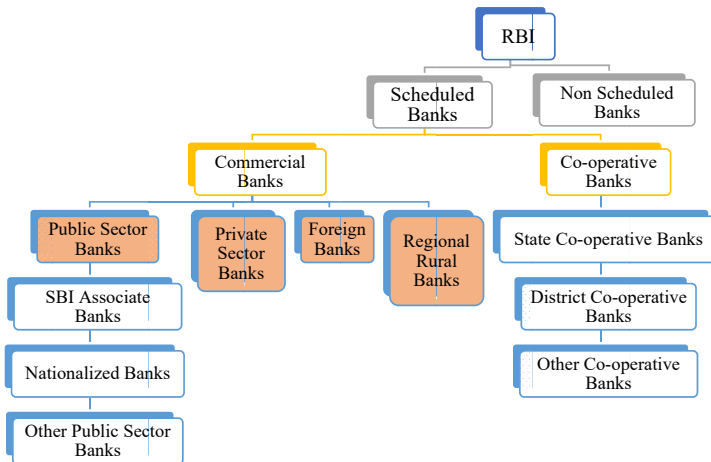 RBI
Scheduled
Banks
Non Scheduled
Banks
Commercial
Banks
Co-operative
Banks
Public Sector
Banks
Private
Sector
Banks
Foreign
Banks
Regional
Rural
Banks
State Co-operative Banks
SBI Associate
Banks
District Co-operative
Banks
Nationalized Banks
Other Co-operative
Banks
Other Public Sector
Banks